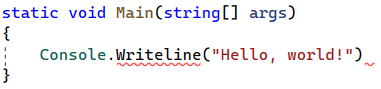 static void Main(string[] args)
{
    Console.Writeline("Hello, world!")
}